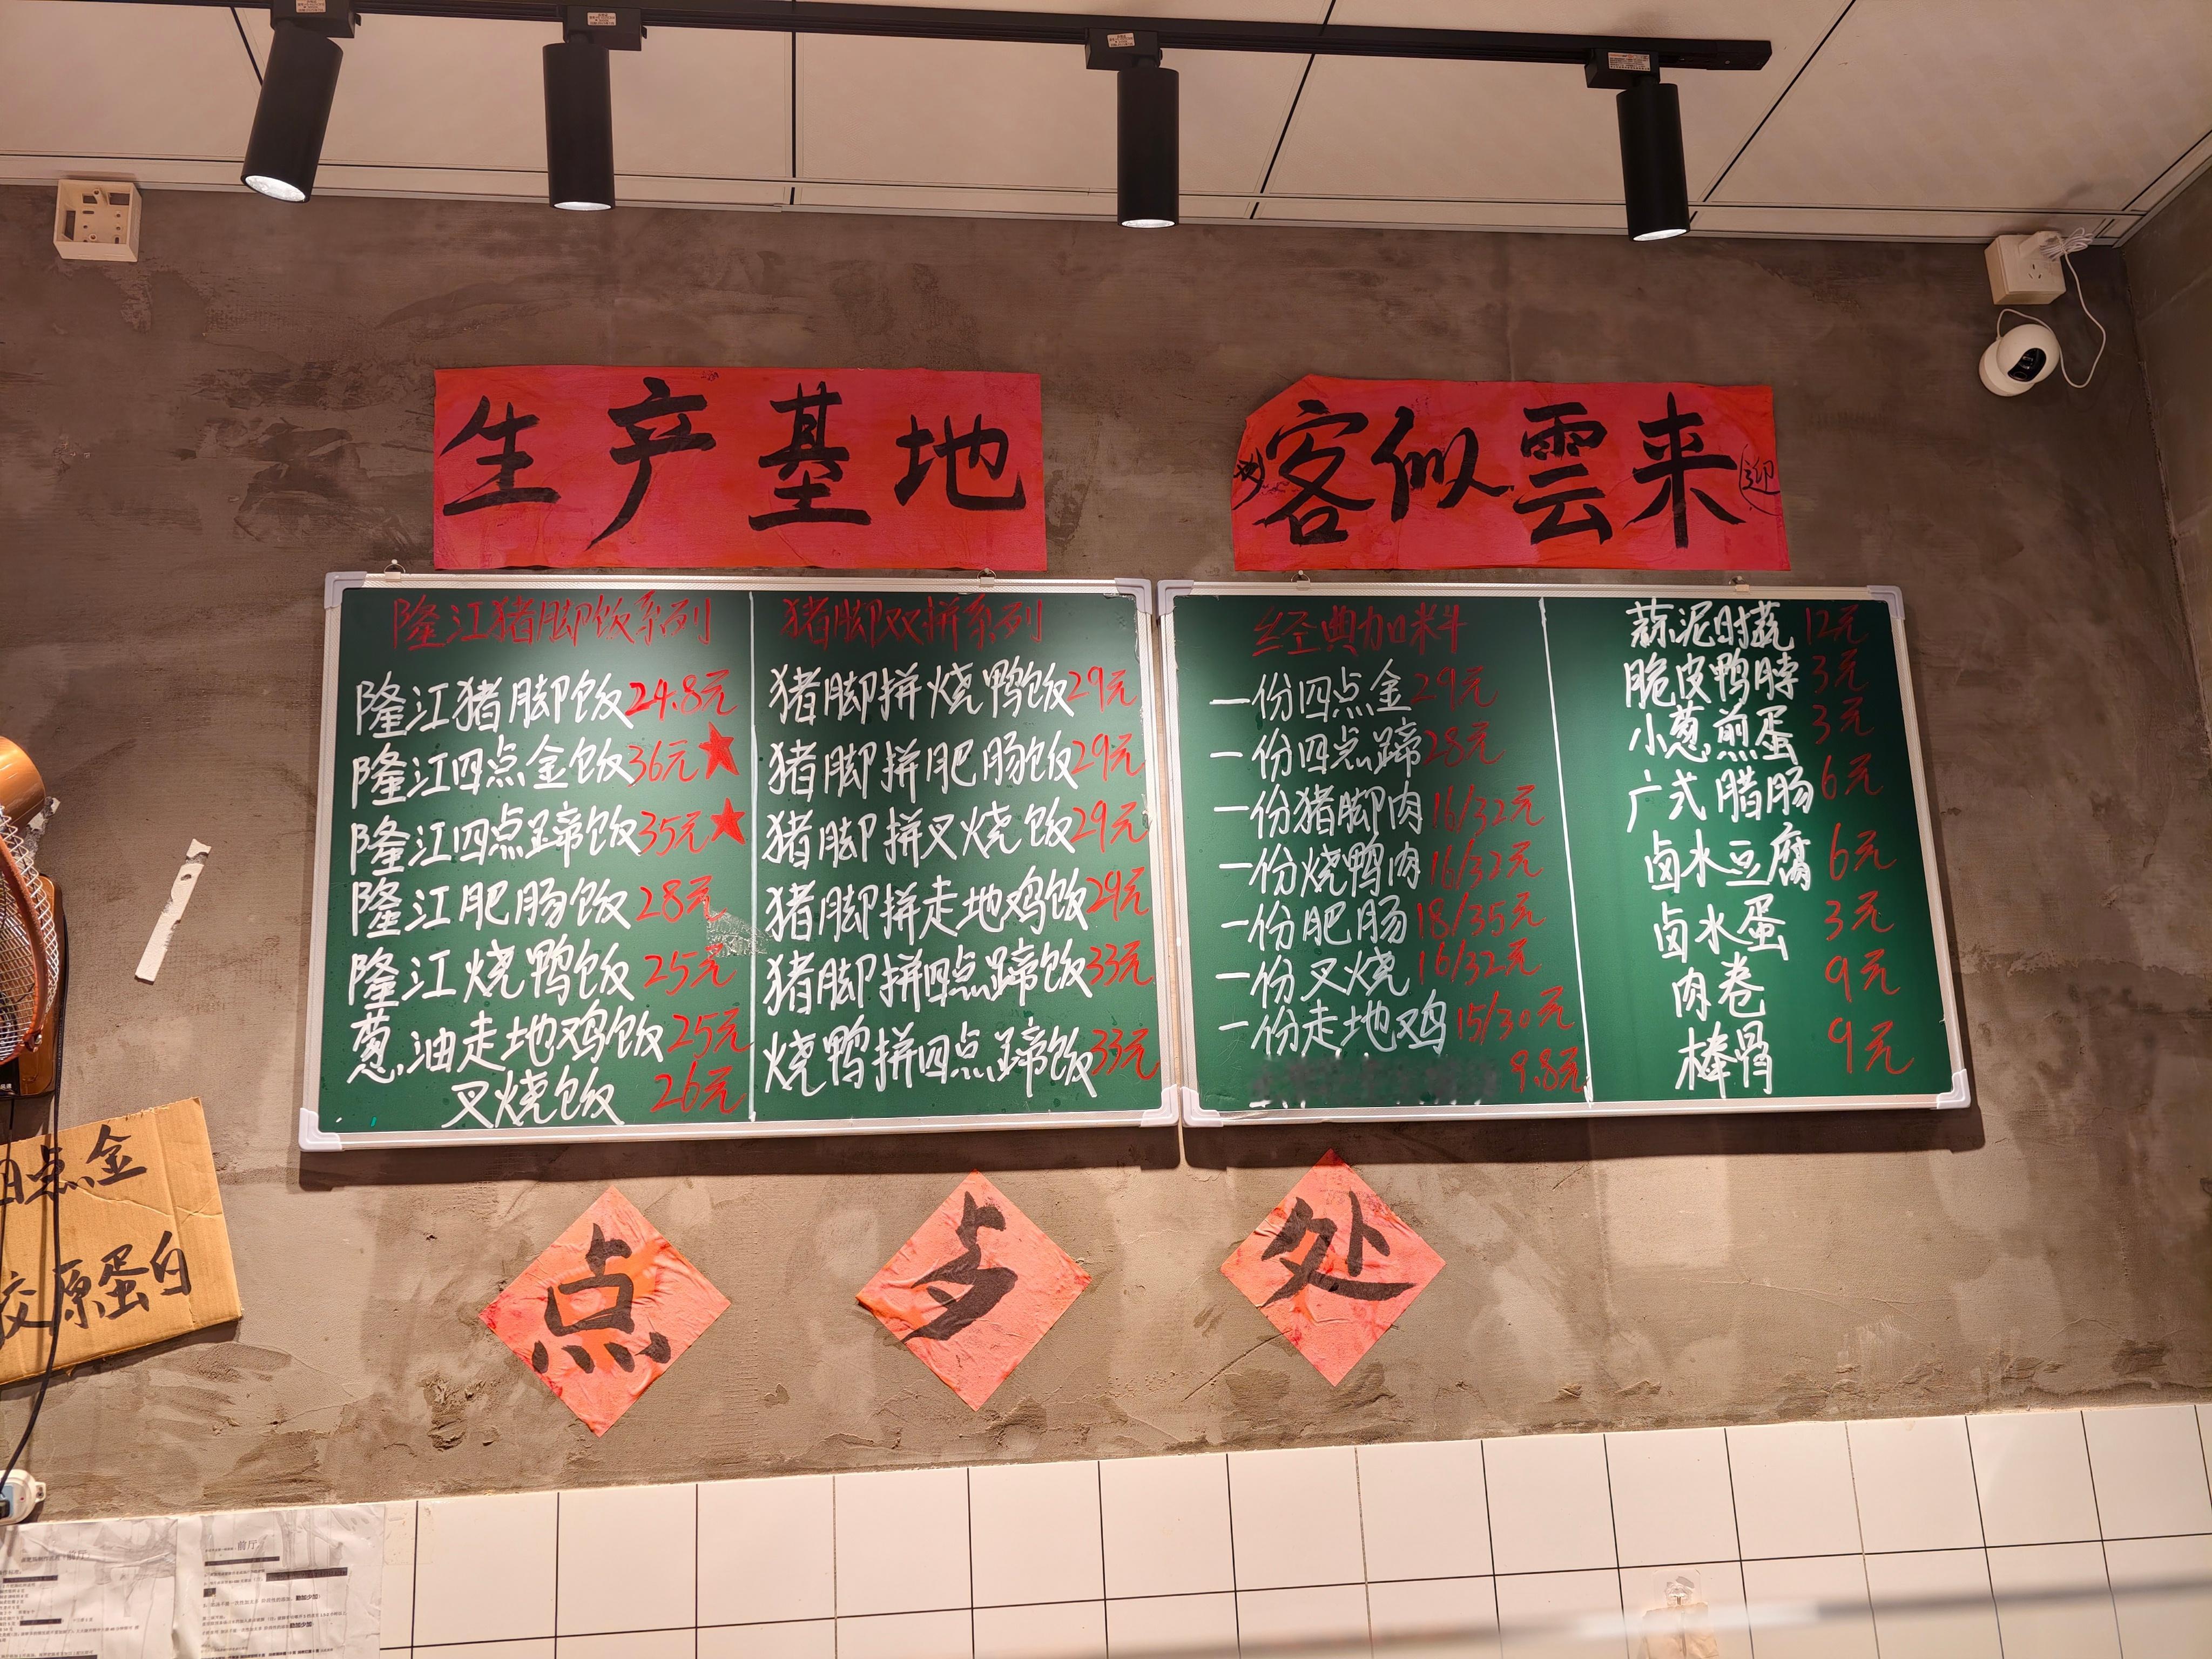 生产基地
客似雲来
迎
隆江猪脚饭系列
隆江猪脚饭24.8元
隆江四点金饭36元★
隆江四点蹄饭35元★
隆江肥肠饭28元
隆江烧鸭饭25元
葱油走地鸡饭25元
叉烧饭26元
猪脚双拼系列
猪脚拼烧鸭饭29元
猪脚拼肥肠饭29元
猪脚拼叉烧饭29元
猪脚拼走地鸡饭29元
猪脚拼四点蹄饭33元
烧鸭拼四点蹄饭33元
经典加料
一份四点金29元
一份四点蹄28元
一份猪脚肉16/32元
一份烧鸭肉16/32元
一份肥肠18/35元
一份叉烧16/32元
一份走地鸡15/30元
9.8元
蒜泥时蔬12元
脆皮鸭脖3元
小葱煎蛋3元
广式腊肠6元
卤水豆腐6元
卤水蛋3元
肉卷9元
棒骨9元
点金
原蛋白
点
歺
处
前厅
前厅